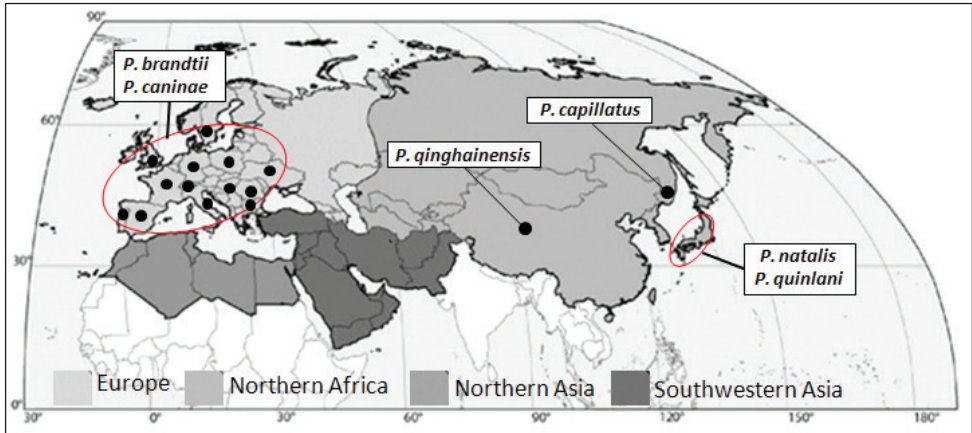 90°
P. brandtii
P. caninae
60°
P. capillatus
P. qinghainensis
30°
P. natalis
P. quinlani
Europe
Northern Africa
Northern Asia
Southwestern Asia
0°
30°
0°
30°
60°
90°
120°
150°
180°